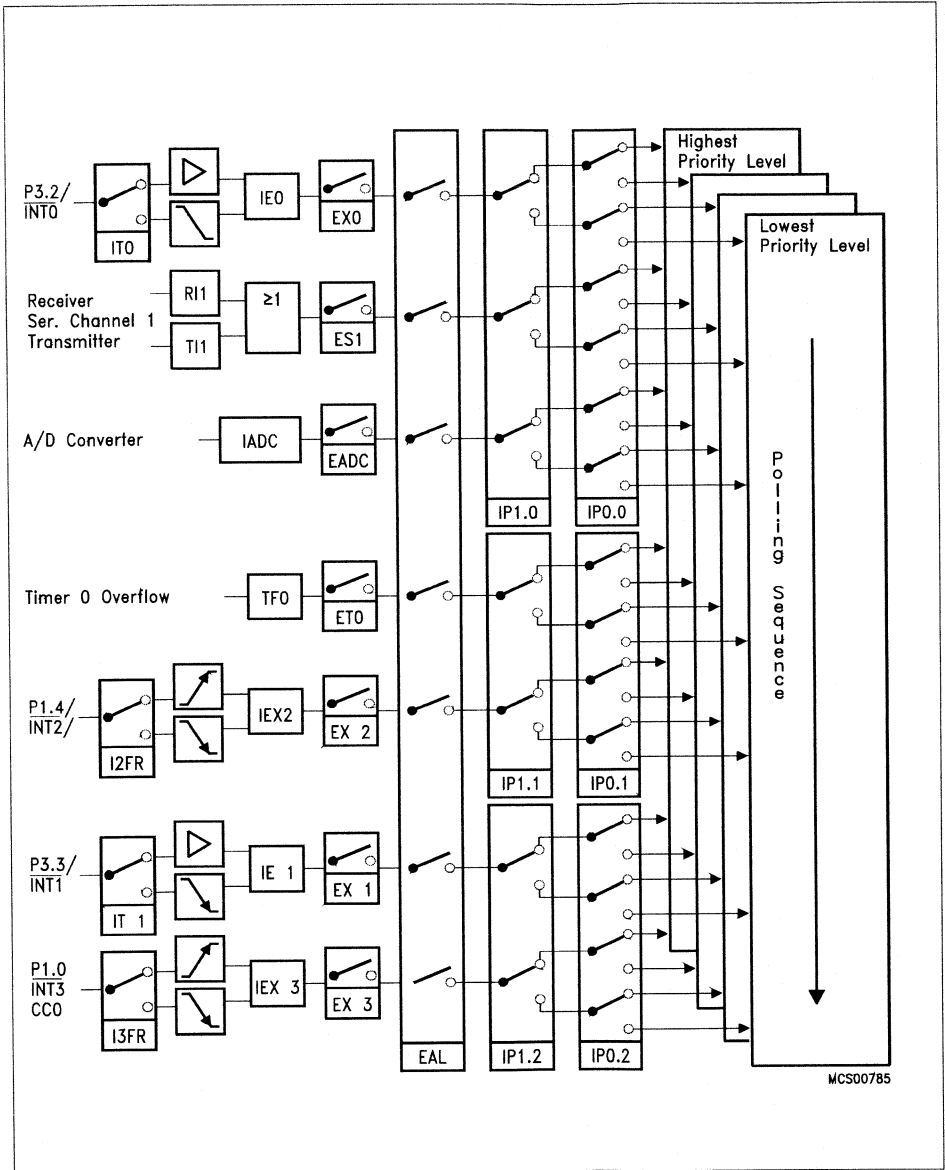 Highest
Priority Level
Lowest
Priority Level
P3.2/
INT0
IT0
IE0
EX0
Receiver
Ser. Channel 1
Transmitter
RI1
TI1
≥1
ES1
A/D Converter
IADC
EADC
IP1.0
IP0.0
Timer 0 Overflow
TF0
ET0
Polling Sequence
P1.4/
INT2/
I2FR
IEX2
EX 2
IP1.1
IP0.1
P3.3/
INT1
IT 1
IE 1
EX 1
P1.0
INT3
CC0
I3FR
IEX 3
EX 3
EAL
IP1.2
IP0.2
MCS00785